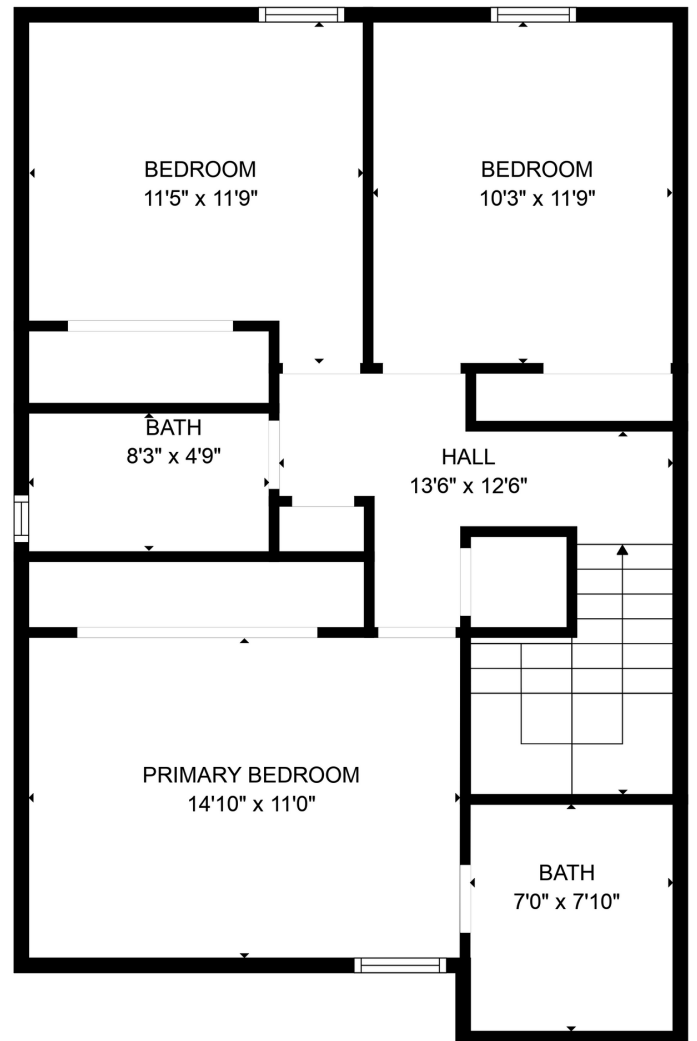 BEDROOM
11'5" x 11'9"
BEDROOM
10'3" x 11'9"
BATH
8'3" x 4'9"
HALL
13'6" x 12'6"
PRIMARY BEDROOM
14'10" x 11'0"
BATH
7'0" x 7'10"